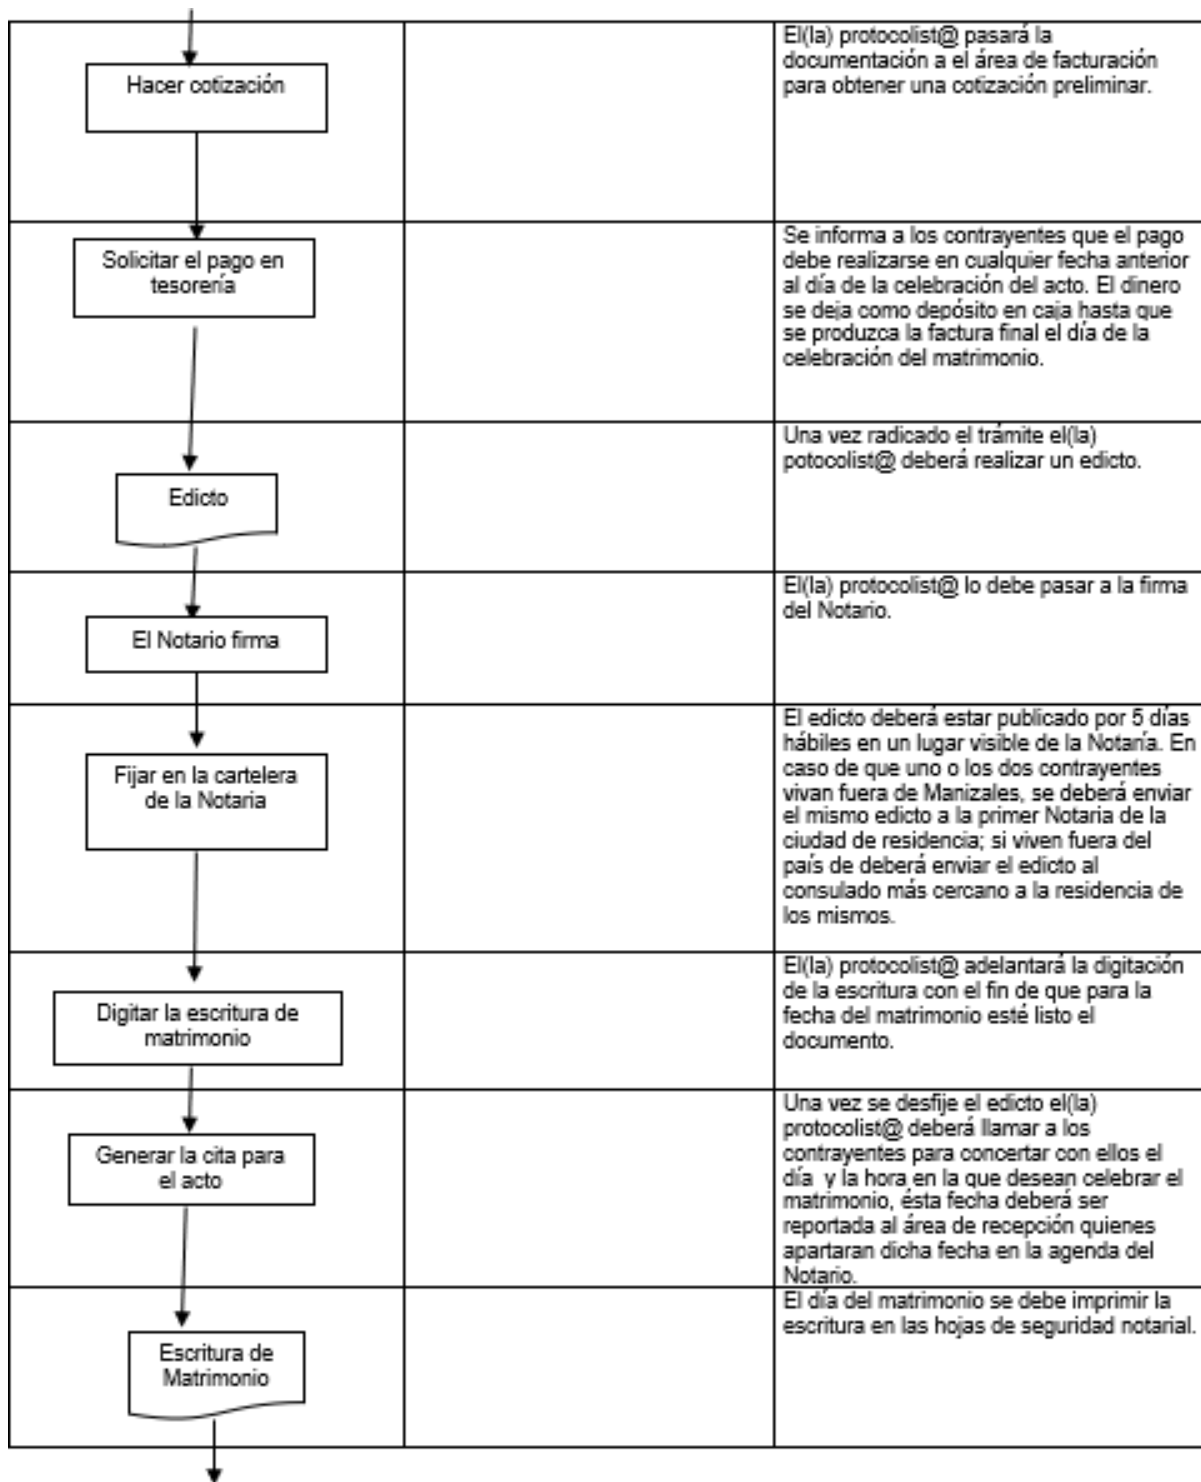 Hacer cotización
El(la) protocolist@ pasará la
documentación a el área de facturación
para obtener una cotización preliminar.
Solicitar el pago en
tesorería
Se informa a los contrayentes que el pago
debe realizarse en cualquier fecha anterior
al día de la celebración del acto. El dinero
se deja como depósito en caja hasta que
se produzca la factura final el día de la
celebración del matrimonio.
Edicto
Una vez radicado el trámite el(la)
potocolist@ deberá realizar un edicto.
El Notario firma
El(la) protocolist@ lo debe pasar a la firma
del Notario.
Fijar en la cartelera
de la Notaria
El edicto deberá estar publicado por 5 días
hábiles en un lugar visible de la Notaría. En
caso de que uno o los dos contrayentes
vivan fuera de Manizales, se deberá enviar
el mismo edicto a la primer Notaria de la
ciudad de residencia; si viven fuera del
país de deberá enviar el edicto al
consulado más cercano a la residencia de
los mismos.
Digitar la escritura de
matrimonio
El(la) protocolist@ adelantará la digitación
de la escritura con el fin de que para la
fecha del matrimonio esté listo el
documento.
Generar la cita para
el acto
Una vez se desfije el edicto el(la)
protocolist@ deberá llamar a los
contrayentes para concertar con ellos el
día y la hora en la que desean celebrar el
matrimonio, ésta fecha deberá ser
reportada al área de recepción quienes
apartaran dicha fecha en la agenda del
Notario.
Escritura de
Matrimonio
El día del matrimonio se debe imprimir la
escritura en las hojas de seguridad notarial.